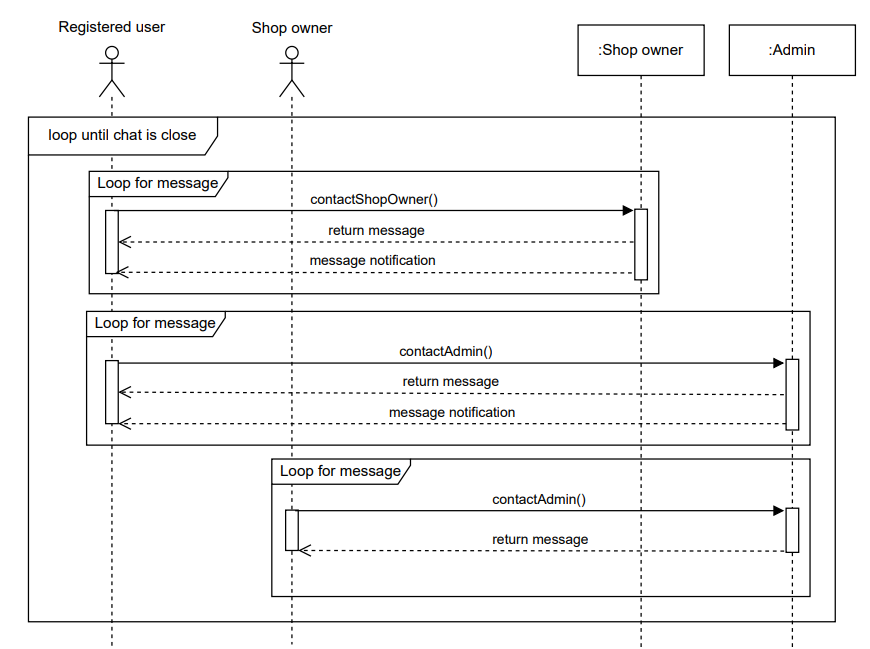 Registered user
Shop owner
:Shop owner
:Admin
loop until chat is close
Loop for message
contactShopOwner()
return message
message notification
Loop for message
contactAdmin()
return message
message notification
Loop for message
contactAdmin()
return message